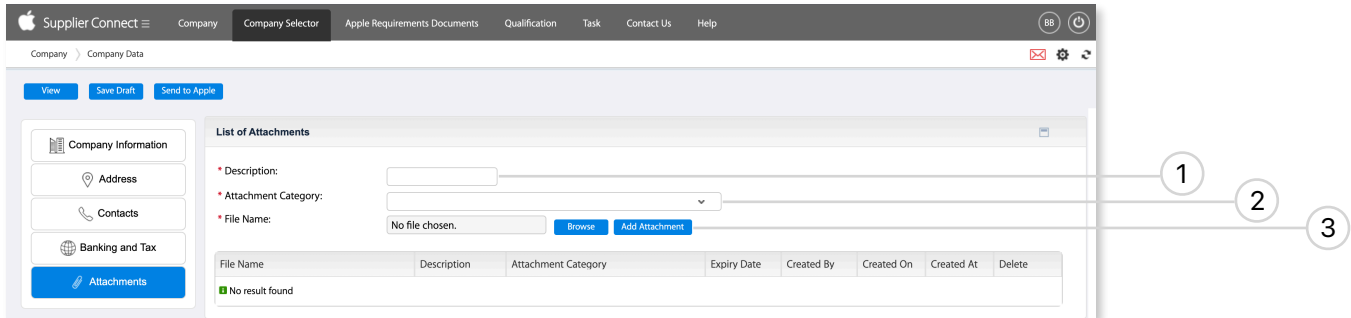 Supplier Connect Company Company Selector Apple Requirements Documents Qualification Task Contact Us Help BB
Company Company Data
View Save Draft Send to Apple
Company Information
Address
Contacts
Banking and Tax
Attachments
List of Attachments
* Description:
* Attachment Category:
* File Name:
No file chosen. Browse Add Attachment
File Name Description Attachment Category Expiry Date Created By Created On Created At Delete
No result found
1
2
3